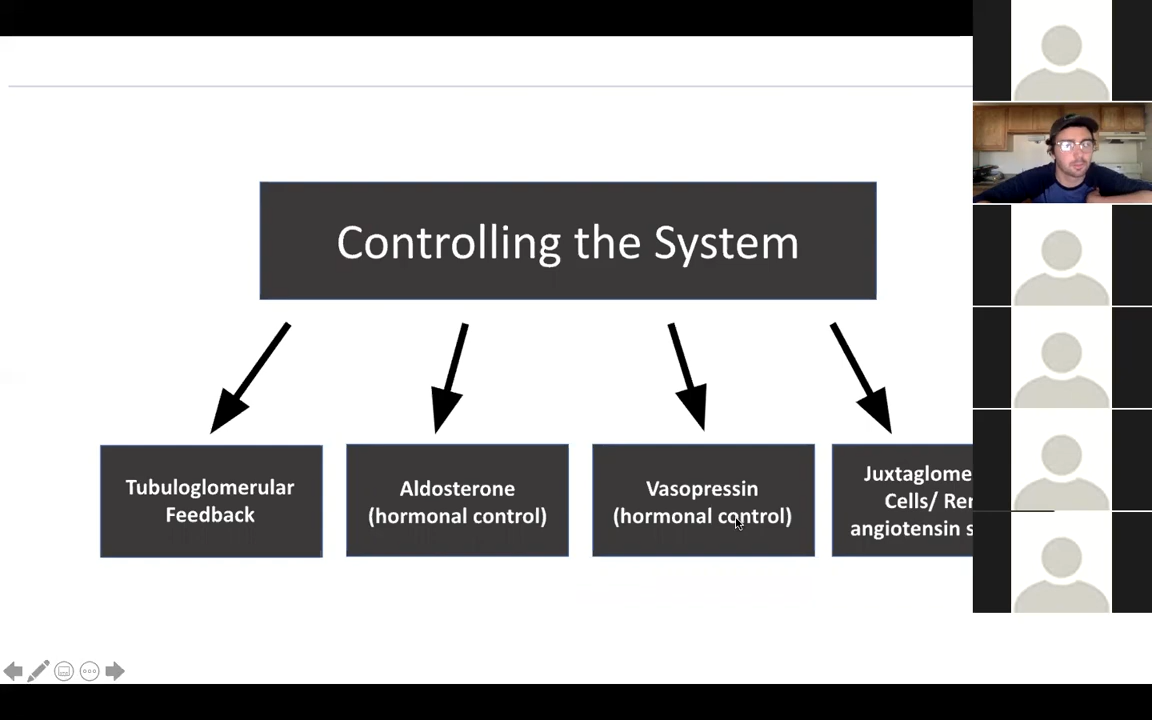 Controlling the System
Tubuloglomerular
Feedback
Aldosterone
(hormonal control)
Vasopressin
(hormonal control)
Juxtaglome
Cells/ Re
angiotensin s